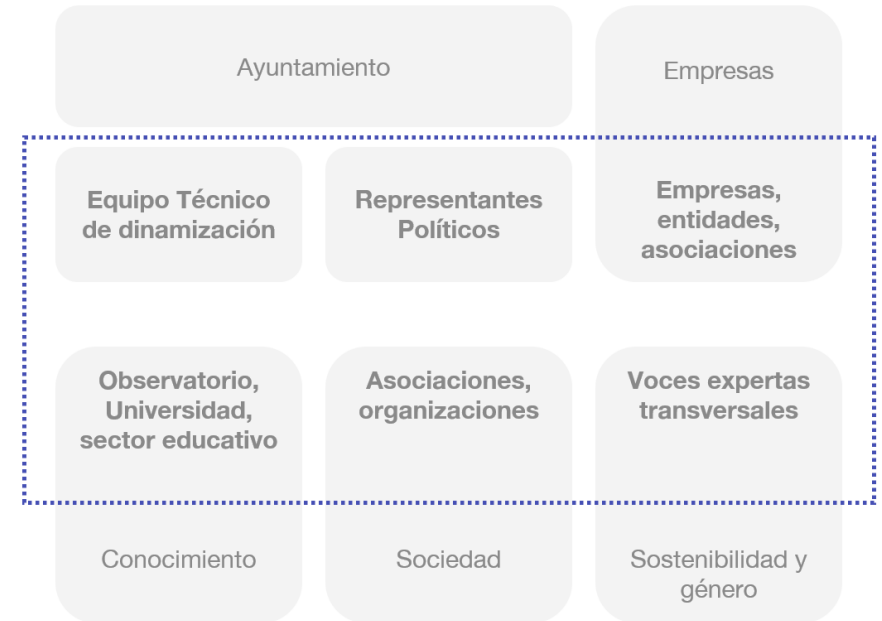 Ayuntamiento
Empresas
Equipo Técnico
de dinamización
Representantes
Políticos
Empresas,
entidades,
asociaciones
Observatorio,
Universidad,
sector educativo
Asociaciones,
organizaciones
Voces expertas
transversales
Conocimiento
Sociedad
Sostenibilidad y
género